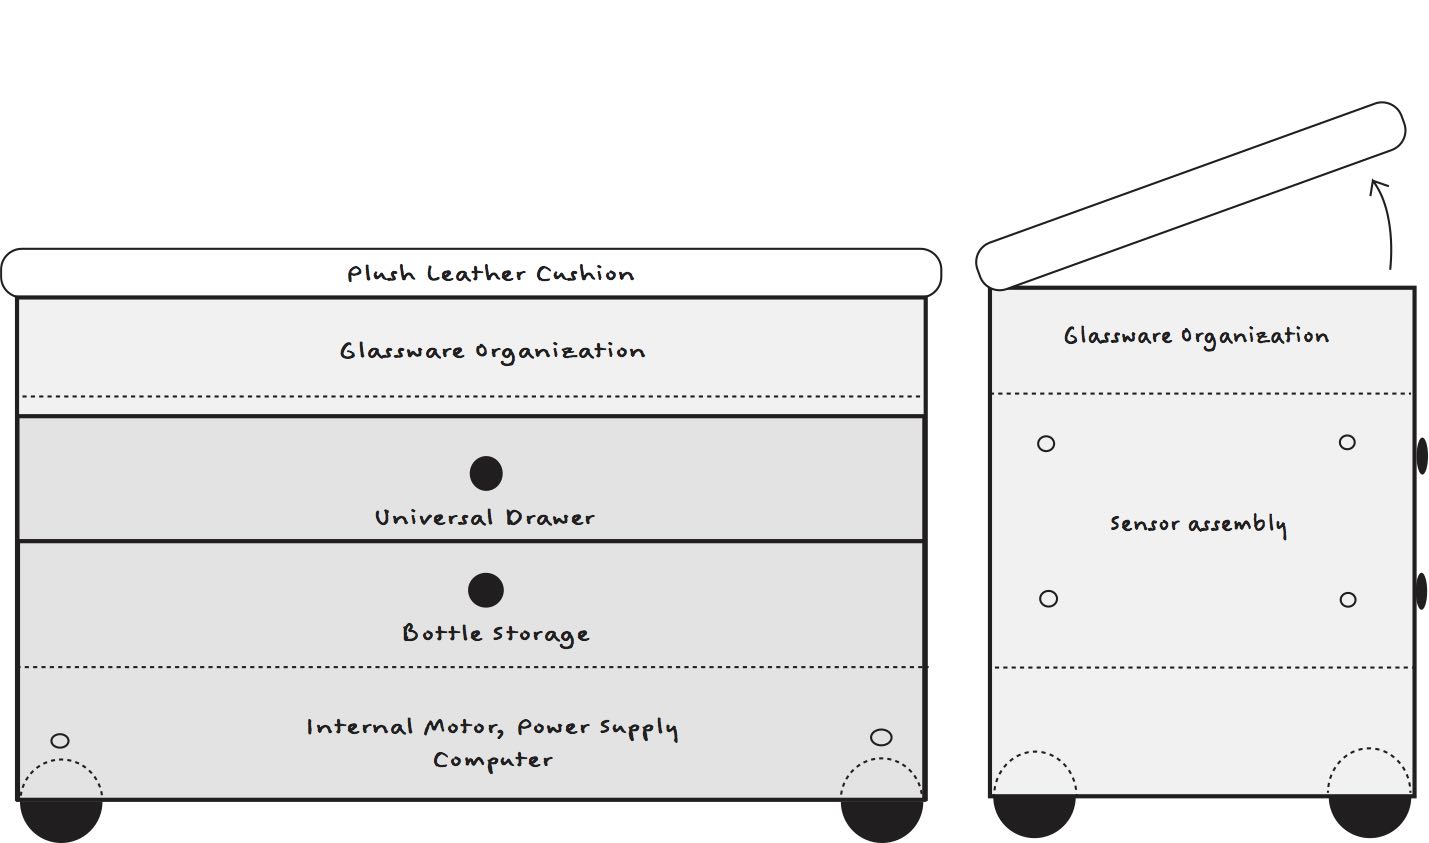 Plush Leather Cushion
Glassware Organization
Universal Drawer
Bottle Storage
Internal Motor, Power Supply
Computer
Glassware Organization
Sensor assembly